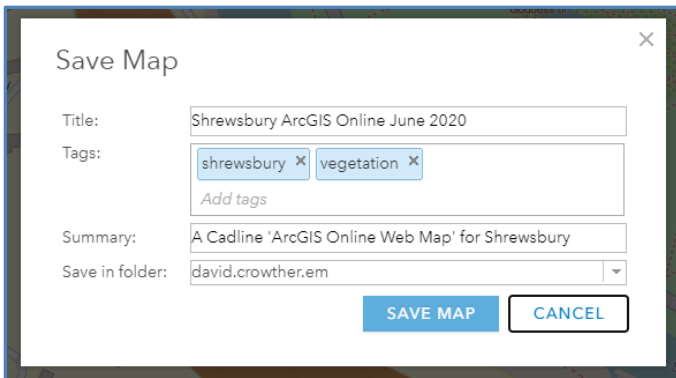 Save Map
Title: Shrewsbury ArcGIS Online June 2020
Tags: shrewsbury × vegetation ×
Add tags
Summary: A Cadline 'ArcGIS Online Web Map' for Shrewsbury
Save in folder: david.crowther.em
SAVE MAP CANCEL